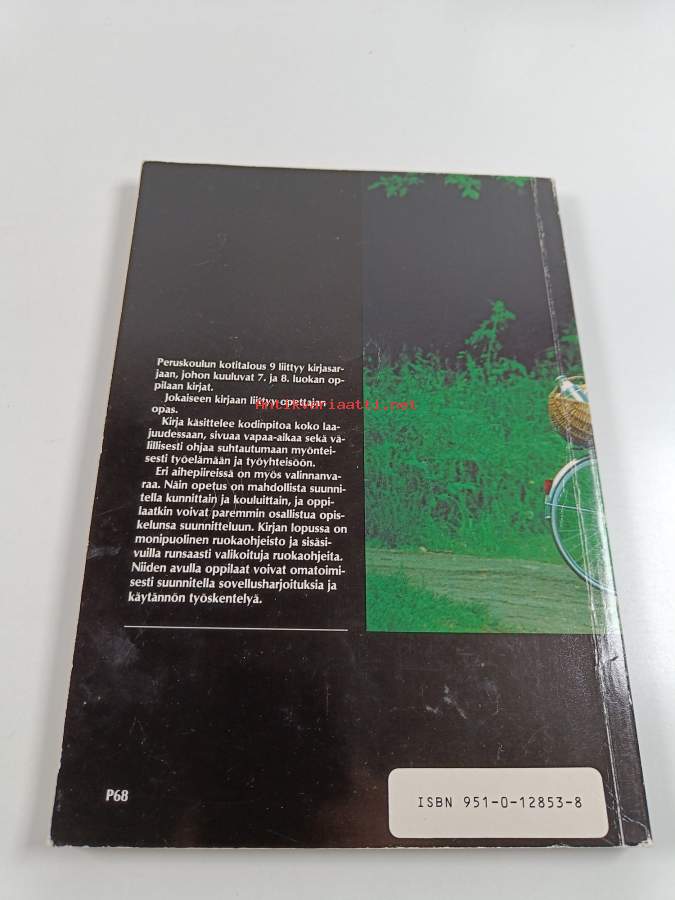 Peruskoulun kotitalous 9 liittyy kirjasar-
jaan, johon kuuluvat 7. ja 8. luokan op-
pilaan kirjat.
Jokaiseen kirjaan liittyy opettajan
opas.
Antikvariaatti.net
Kirja käsittelee kodinpitoa koko laa-
juudessaan, sivuaa vapaa-aikaa sekä vä-
lillisesti ohjaa suhtautumaan myöntei-
sesti työelämään ja työyhteisöön.
Eri aihepiireissä on myös valinnanva-
raa. Näin opetus on mahdollista suunni-
tella kunnittain ja kouluittain, ja oppi-
laatkin voivat paremmin osallistua opis-
kelunsa suunnitteluun. Kirjan lopussa on
monipuolinen ruokaohjeisto ja sisäsi-
vuilla runsaasti valikoituja ruokaohjeita.
Niiden avulla oppilaat voivat omatoimi-
sesti suunnitella sovellusharjoituksia ja
käytännön työskentelyä.
P68
ISBN 951-0-12853-8